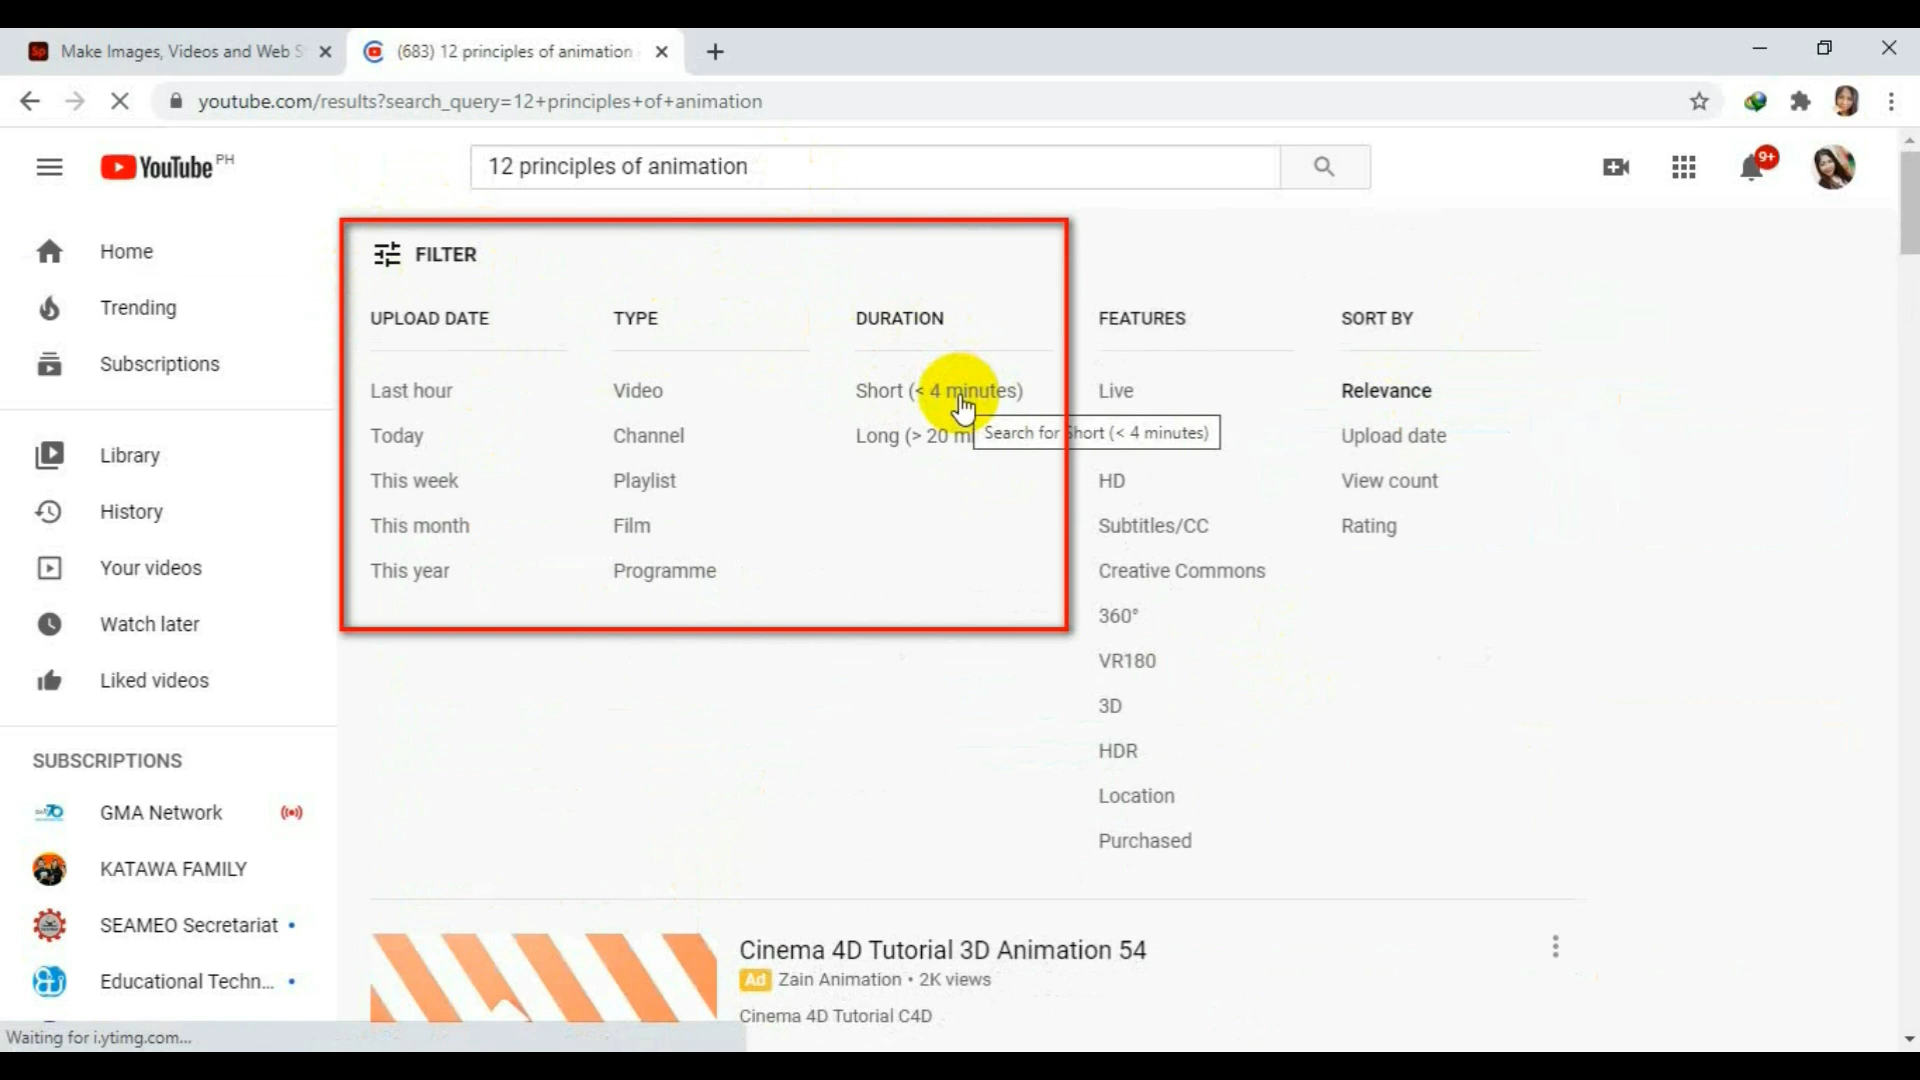 Sp Make Images, Videos and Web S
(683) 12 principles of animation
youtube.com/results?search_query=12+principles+of+animation
YouTube PH
12 principles of animation
9+
Home
Trending
Subscriptions
Library
History
Your videos
Watch later
Liked videos
SUBSCRIPTIONS
GMA Network
KATAWA FAMILY
SEAMEO Secretariat •
Educational Techn... •
FILTER
UPLOAD DATE
Last hour
Today
This week
This month
This year
TYPE
Video
Channel
Playlist
Film
Programme
DURATION
Short (< 4 minutes)
Long (> 20 m
Search for Short (< 4 minutes)
FEATURES
Live
HD
Subtitles/CC
Creative Commons
360°
VR180
3D
HDR
Location
Purchased
SORT BY
Relevance
Upload date
View count
Rating
Cinema 4D Tutorial 3D Animation 54
Ad Zain Animation • 2K views
Cinema 4D Tutorial C4D
Waiting for i.ytimg.com...